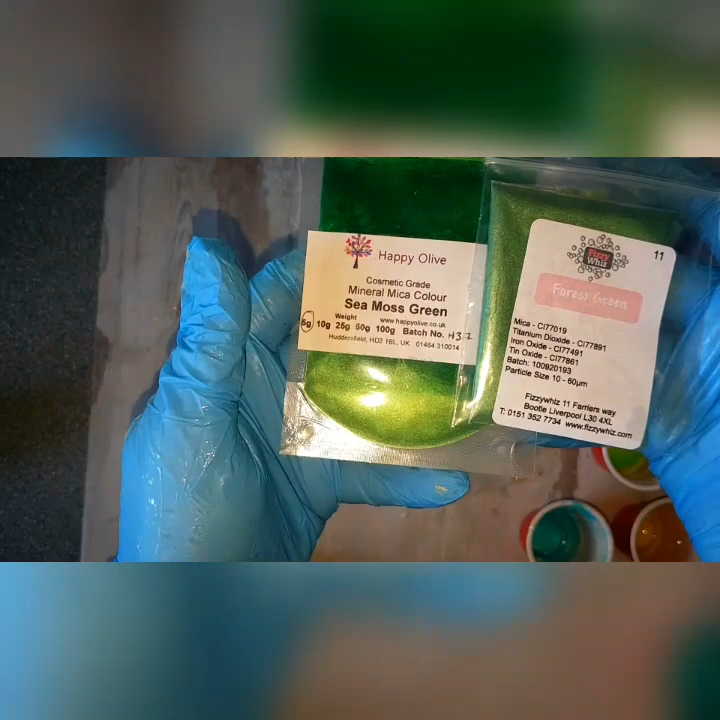 Happy Olive
Cosmetic Grade
Mineral Mica Colour
Sea Moss Green
Weight www.happyolive.co.uk
5g 10g 25g 50g 100g Batch No. H37
Huddersfield, HD2 1BL, UK 01484 310014
11
Fizzy
Whiz
Forest Green
Mica - CI77019
Titanium Dioxide - CI77891
Iron Oxide - CI77491
Tin Oxide - CI77861
Batch: 100920193
Particle Size 10 - 60µm
Fizzywhiz 11 Farriers way
Bootle Liverpool L30 4XL
T: 0151 352 7734 www.fizzywhiz.com